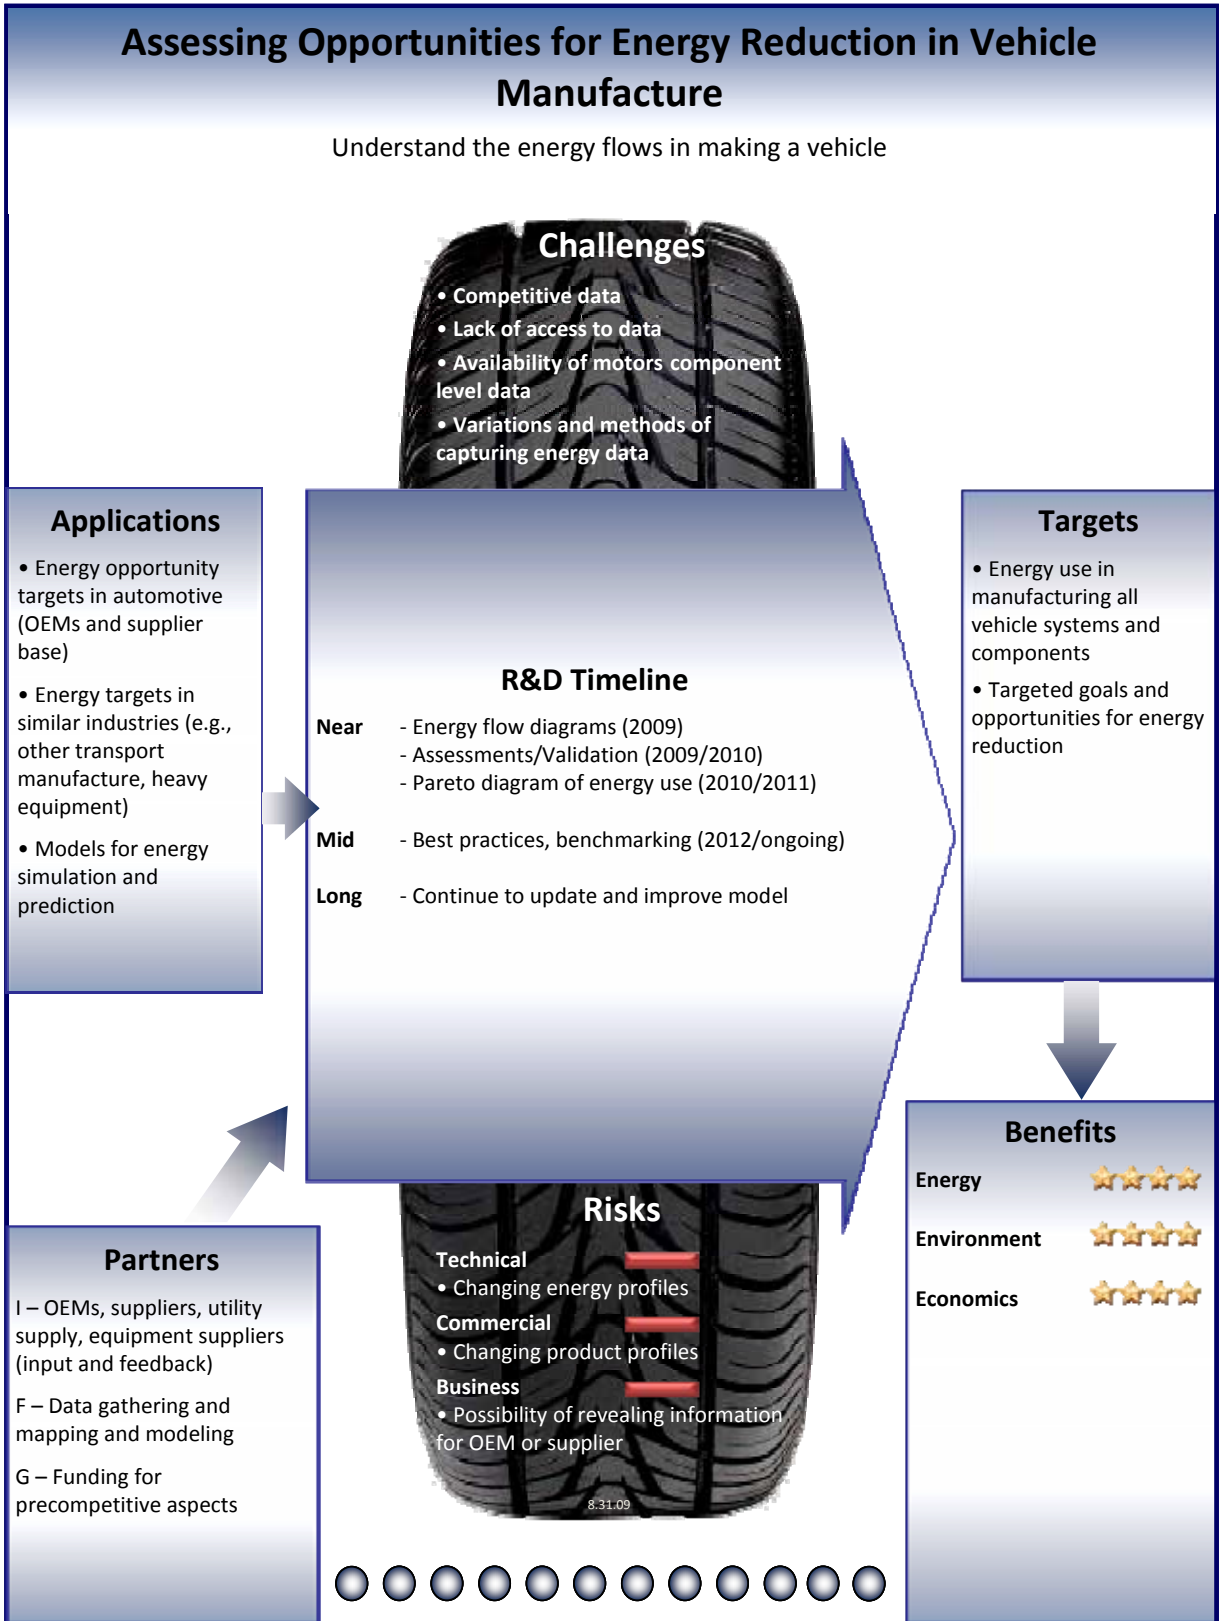 Assessing Opportunities for Energy Reduction in Vehicle
Manufacture
Understand the energy flows in making a vehicle
Challenges
• Competitive data
• Lack of access to data
• Availability of motors component
level data
• Variations and methods of
capturing energy data
Applications
• Energy opportunity
targets in automotive
(OEMs and supplier
base)
• Energy targets in
similar industries (e.g.,
other transport
manufacture, heavy
equipment)
• Models for energy
simulation and
prediction
R&D Timeline
Near - Energy flow diagrams (2009)
- Assessments/Validation (2009/2010)
- Pareto diagram of energy use (2010/2011)
Mid - Best practices, benchmarking (2012/ongoing)
Long - Continue to update and improve model
Targets
• Energy use in
manufacturing all
vehicle systems and
components
• Targeted goals and
opportunities for energy
reduction
Partners
I – OEMs, suppliers, utility
supply, equipment suppliers
(input and feedback)
F – Data gathering and
mapping and modeling
G – Funding for
precompetitive aspects
Risks
Technical
• Changing energy profiles
Commercial
• Changing product profiles
Business
• Possibility of revealing information
for OEM or supplier
8.31.09
Benefits
Energy
Environment
Economics